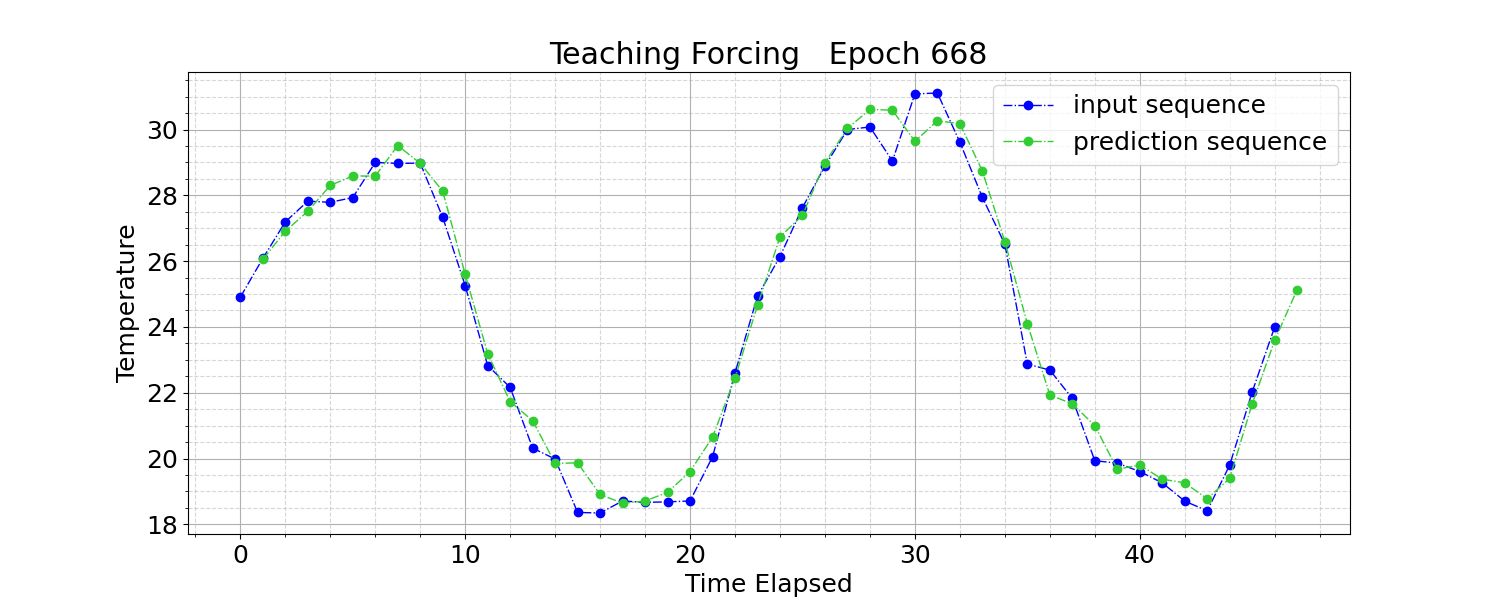 Teaching Forcing   Epoch 668
input sequence
prediction sequence
Temperature
30
28
26
24
22
20
18
0 10 20 30 40
Time Elapsed